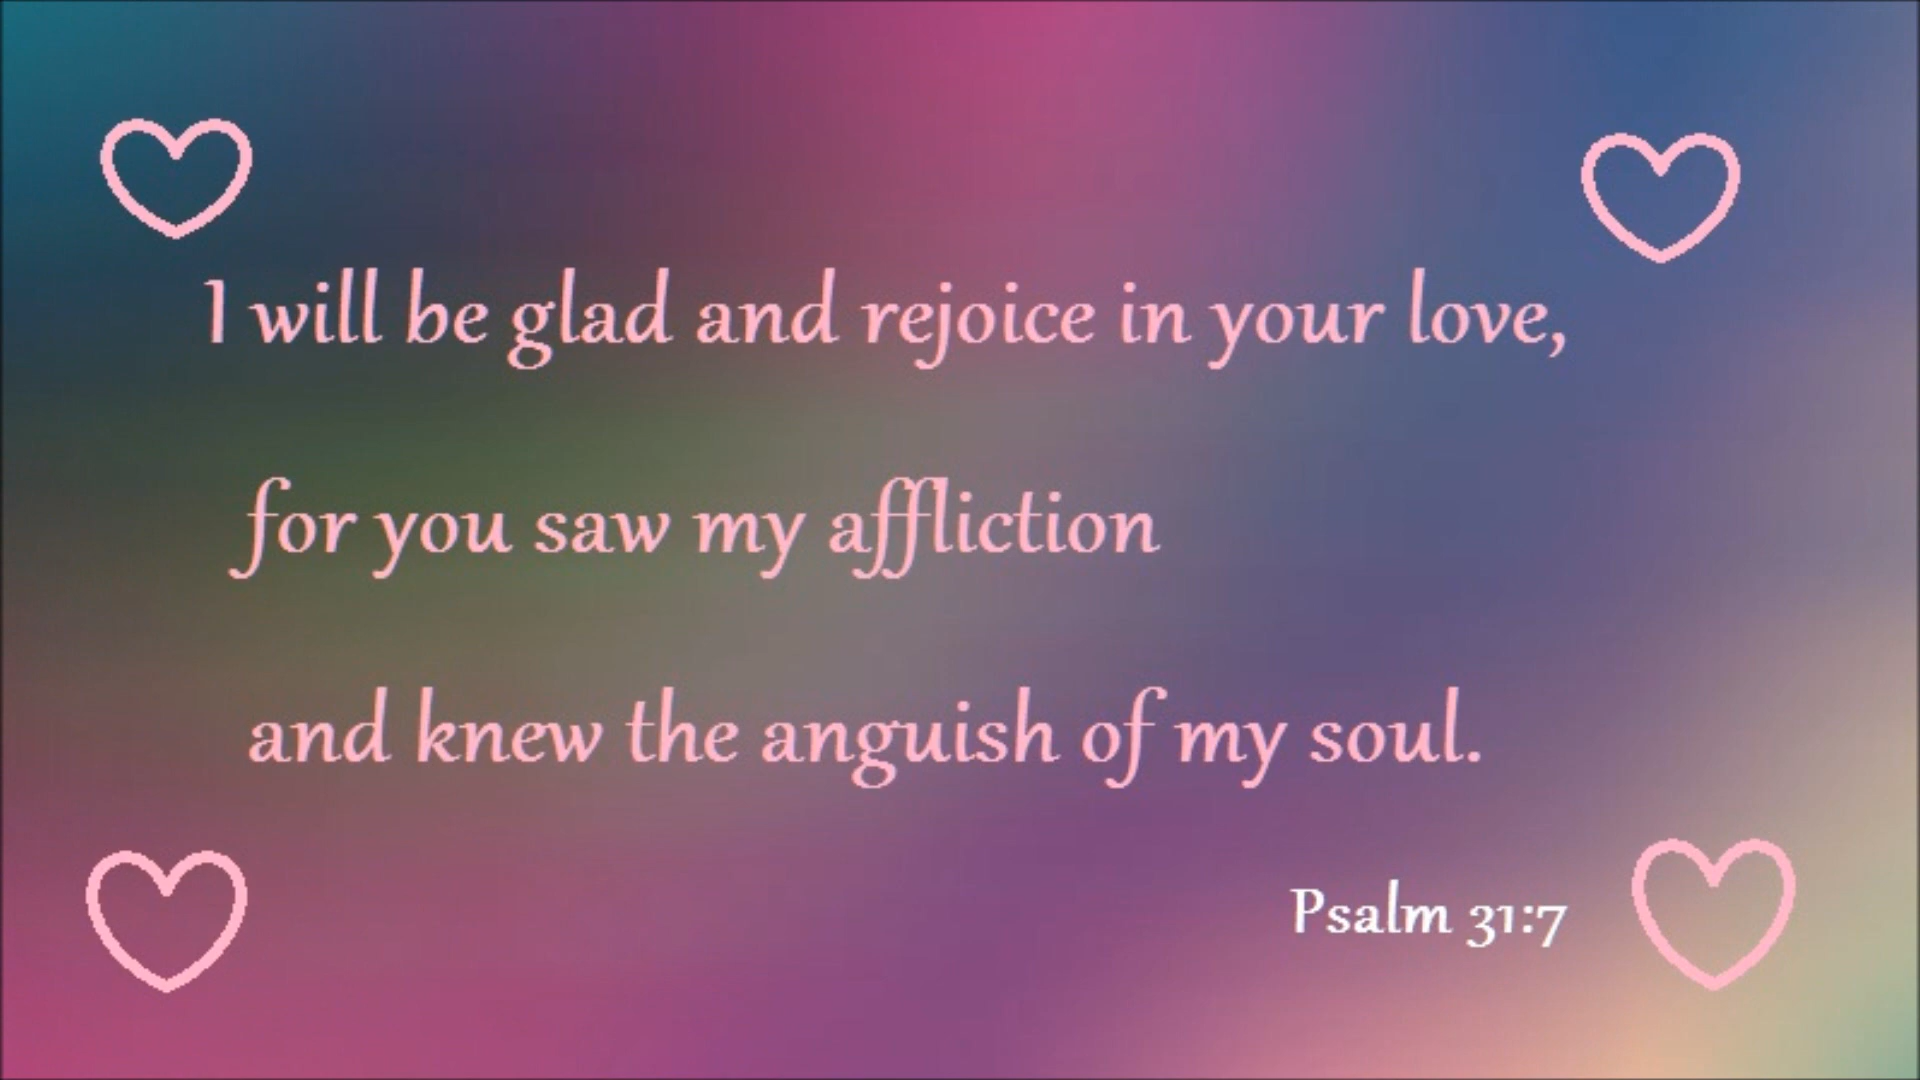 I will be glad and rejoice in your love,
for you saw my affliction
and knew the anguish of my soul.
Psalm 31:7